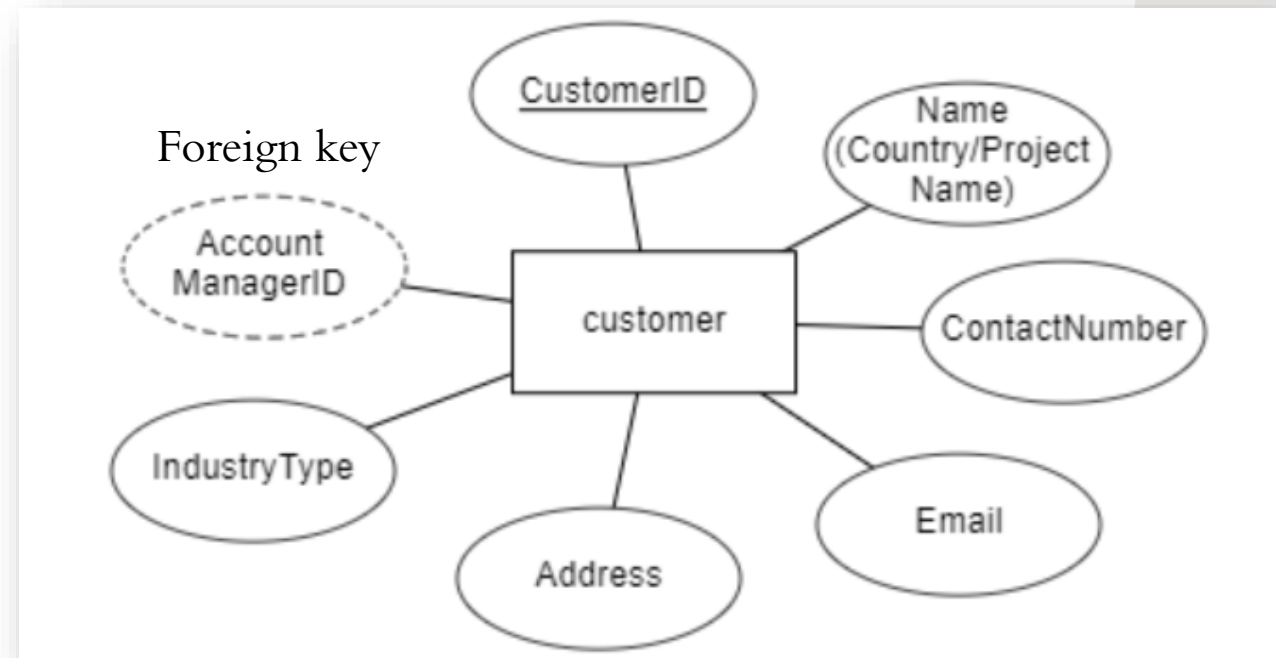 CustomerID
Name
(Country/Project
Name)
Foreign key
Account
ManagerID
customer
ContactNumber
IndustryType
Email
Address